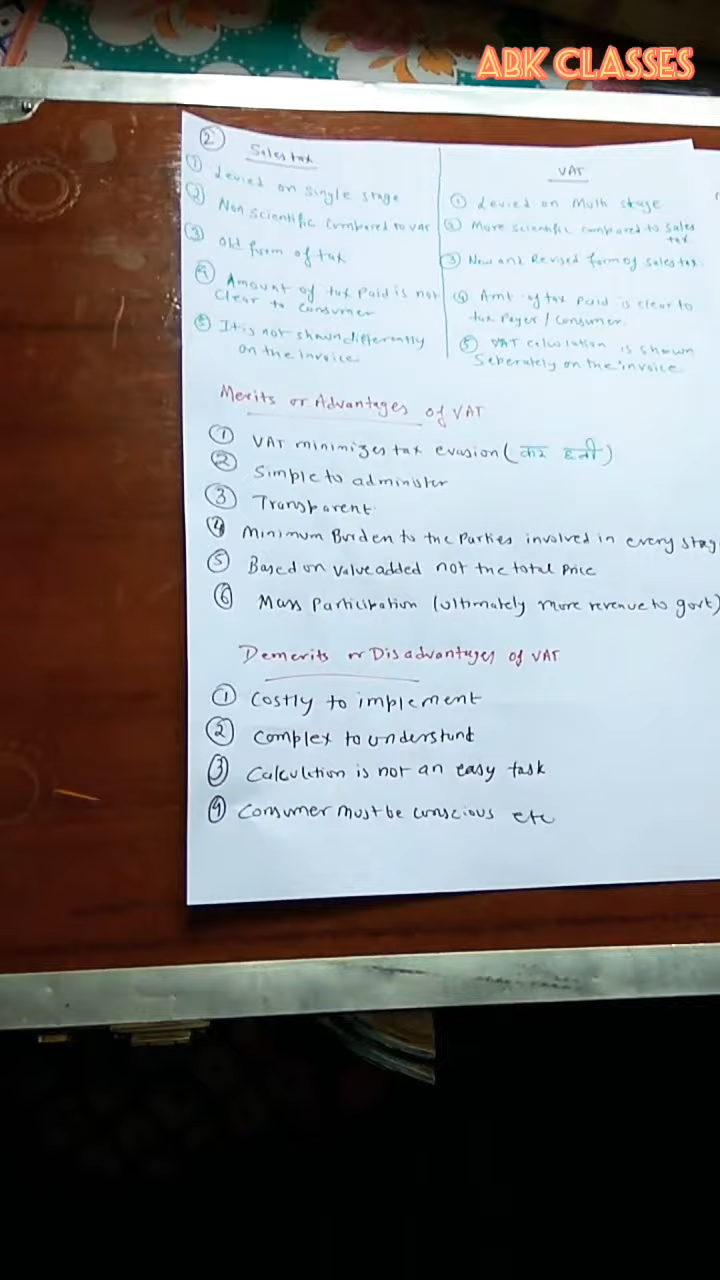 ABK CLASSES
②
Sales tax
① Levied on single stage
② Non scientific compared to VAT
③ Old form of tax
④ Amount of tax paid is not
clear to consumer
⑤ It is not shown differently
on the invoice
VAT
① Levied on Multi stage
② More scientific compared to sales
tax
③ New and Revised form of sales tax.
④ Amt. of tax paid is clear to
tax payer / consumer.
⑤ VAT calculation is shown
Seperately on the invoice
Merits or Advantages of VAT
① VAT minimizes tax evasion (कर
② Simple to administer
③ Transparent
④ Minimum Burden to the parties involved in every stag
⑤ Based on value added not the total price
⑥ Mass Participation (ultimately more revenue to govt)
Demerits or Disadvantages of VAT
① Costly to implement
② Complex to understand
③ Calculation is not an easy task
④ Consumer must be conscious etc